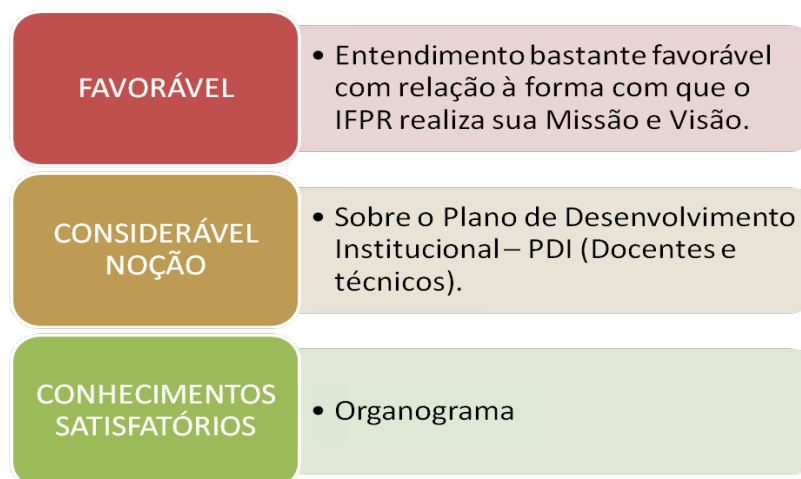 FAVORÁVEL
• Entendimento bastante favorável
com relação à forma com que o
IFPR realiza sua Missão e Visão.
CONSIDERÁVEL
NOÇÃO
• Sobre o Plano de Desenvolvimento
Institucional – PDI (Docentes e
técnicos).
CONHECIMENTOS
SATISFATÓRIOS
• Organograma